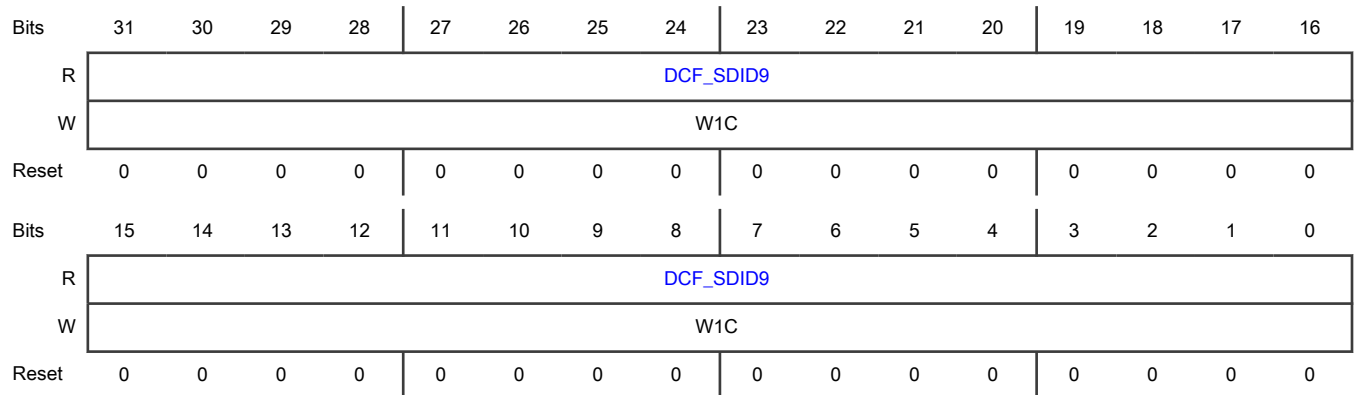 Bits 31 30 29 28 27 26 25 24 23 22 21 20 19 18 17 16
R DCF_SDID9
W W1C
Reset 0 0 0 0 0 0 0 0 0 0 0 0 0 0 0 0
Bits 15 14 13 12 11 10 9 8 7 6 5 4 3 2 1 0
R DCF_SDID9
W W1C
Reset 0 0 0 0 0 0 0 0 0 0 0 0 0 0 0 0